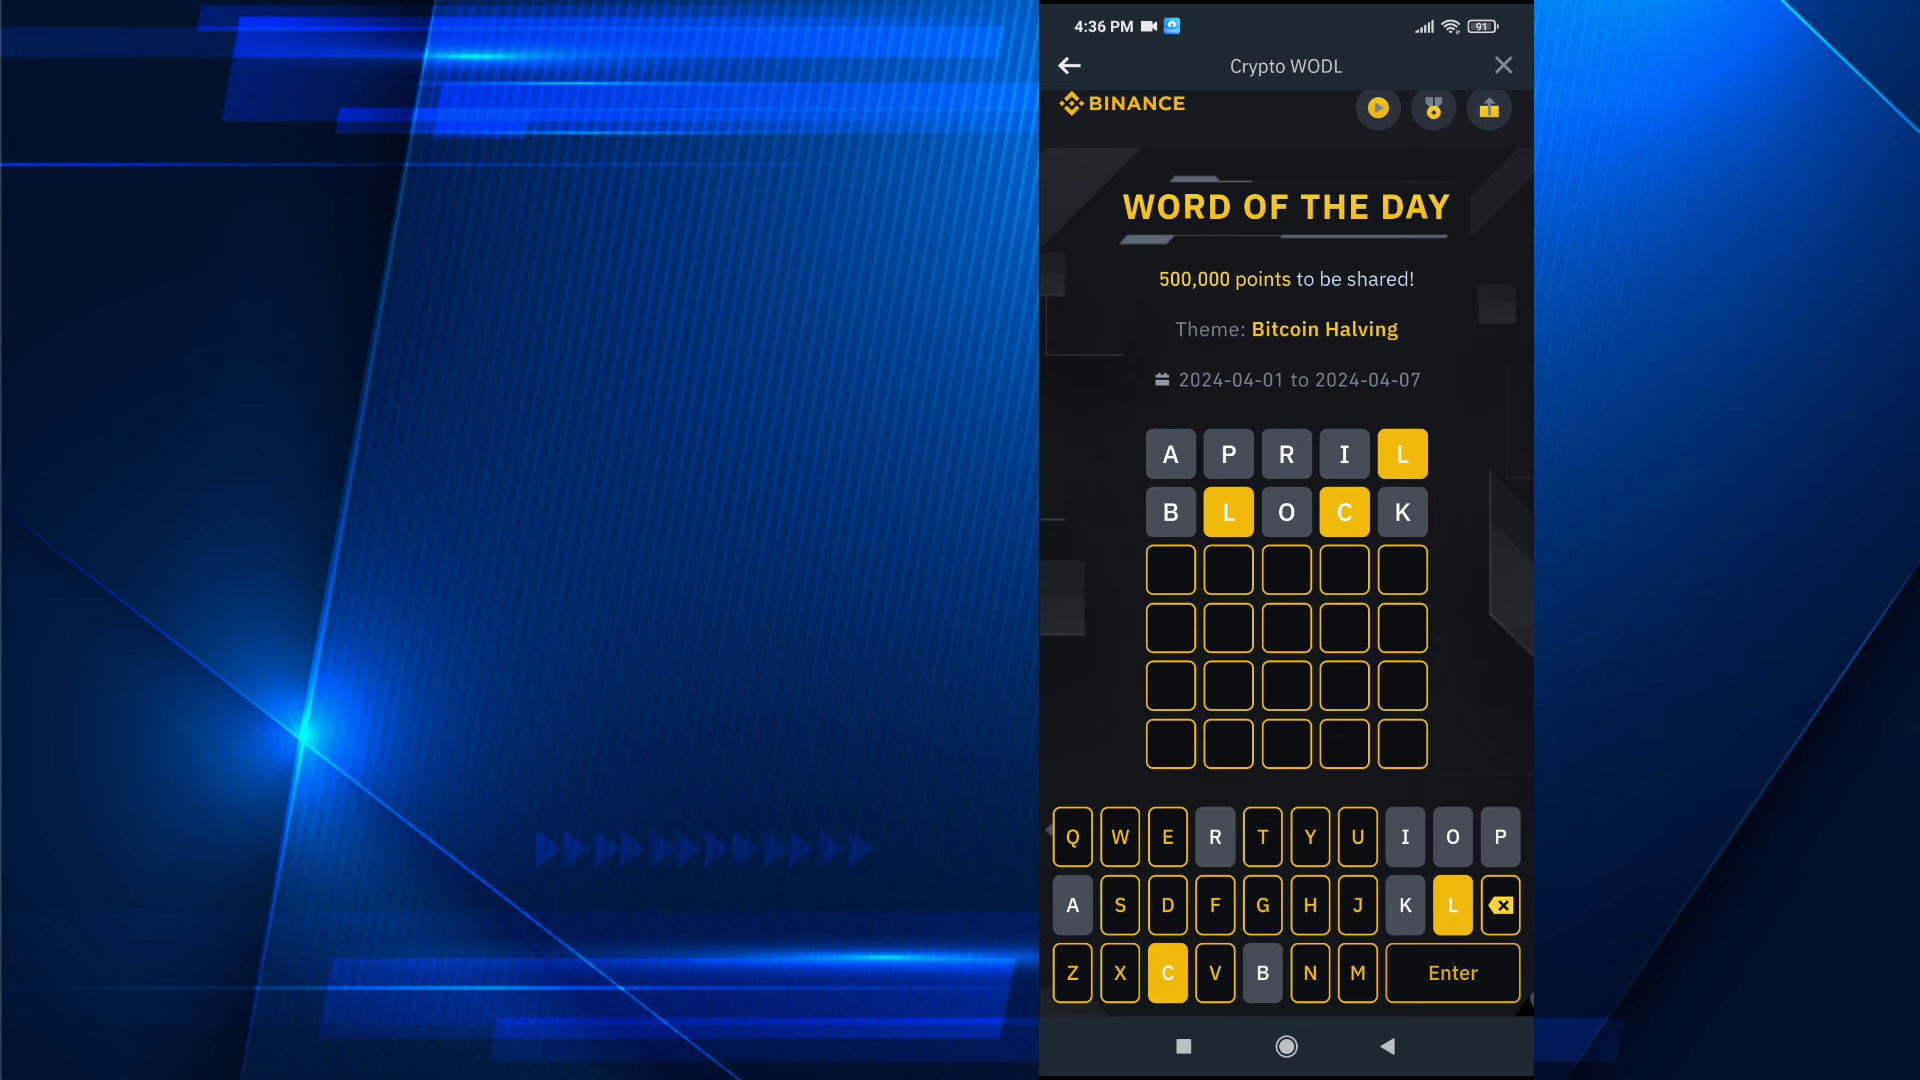 4:36 PM 91
Crypto WODL
BINANCE
WORD OF THE DAY
500,000 points to be shared!
Theme: Bitcoin Halving
2024-04-01 to 2024-04-07
A P R I L
B L O C K
Q W E R T Y U I O P
A S D F G H J K L
Z X C V B N M Enter